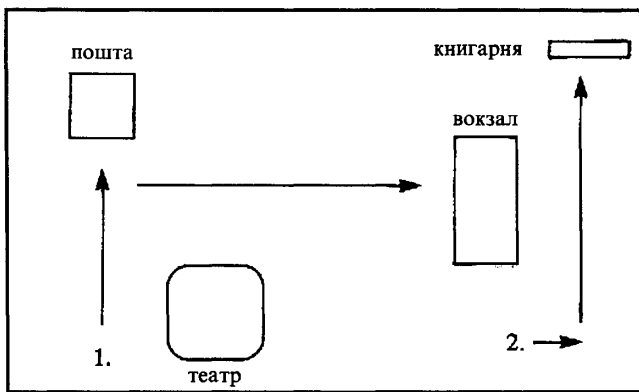 пошта
книгарня
вокзал
1.
2.
театр